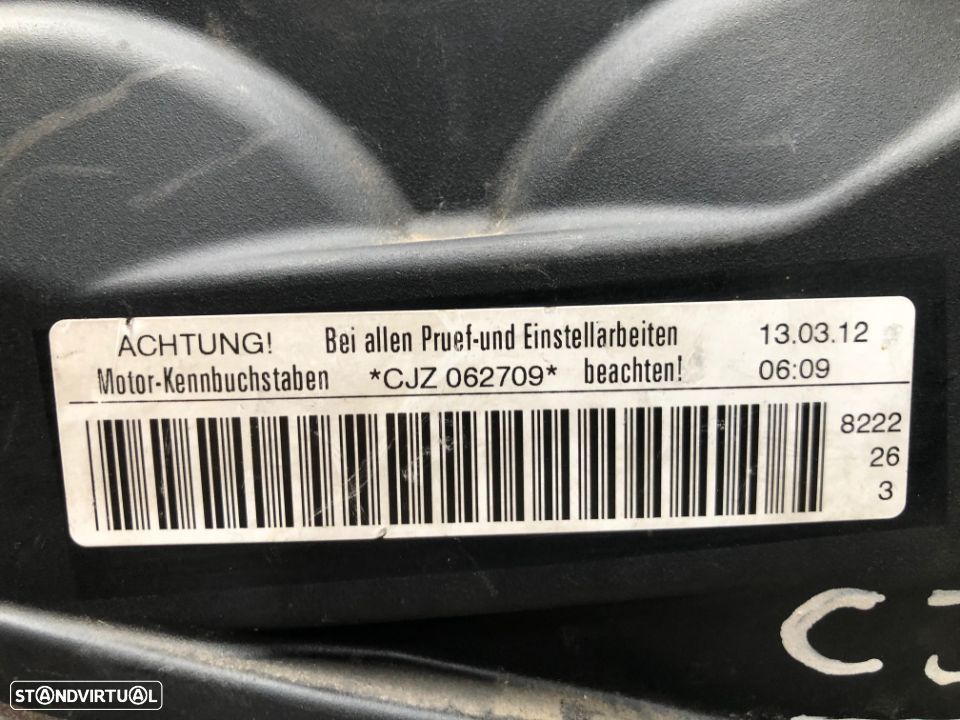 ACHTUNG! Bei allen Pruef-und Einstellarbeiten 13.03.12
Motor-Kennbuchstaben *CJZ 062709* beachten! 06:09
8222
26
3
CJ
STANDVIRTUAL